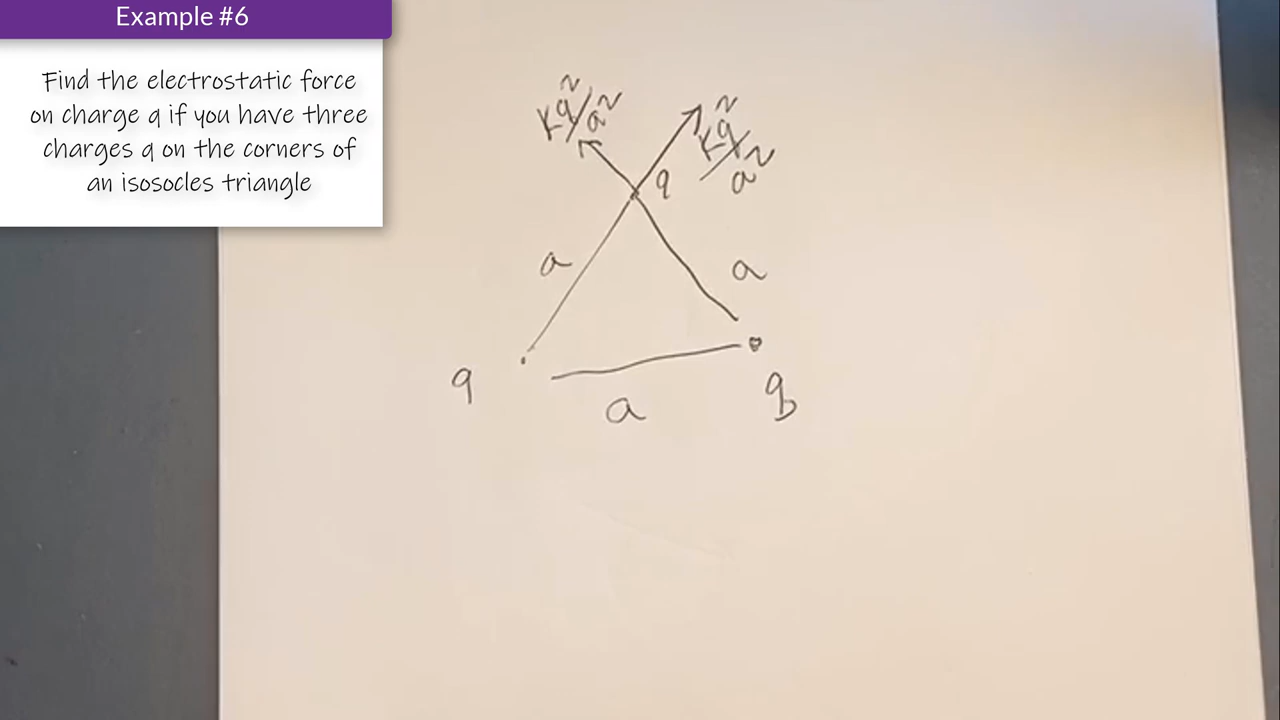 Example #6
Find the electrostatic force
on charge q if you have three
charges q on the corners of
an isosocles triangle
Kq²/a²
Kq²/a²
q
a
a
q
a
q